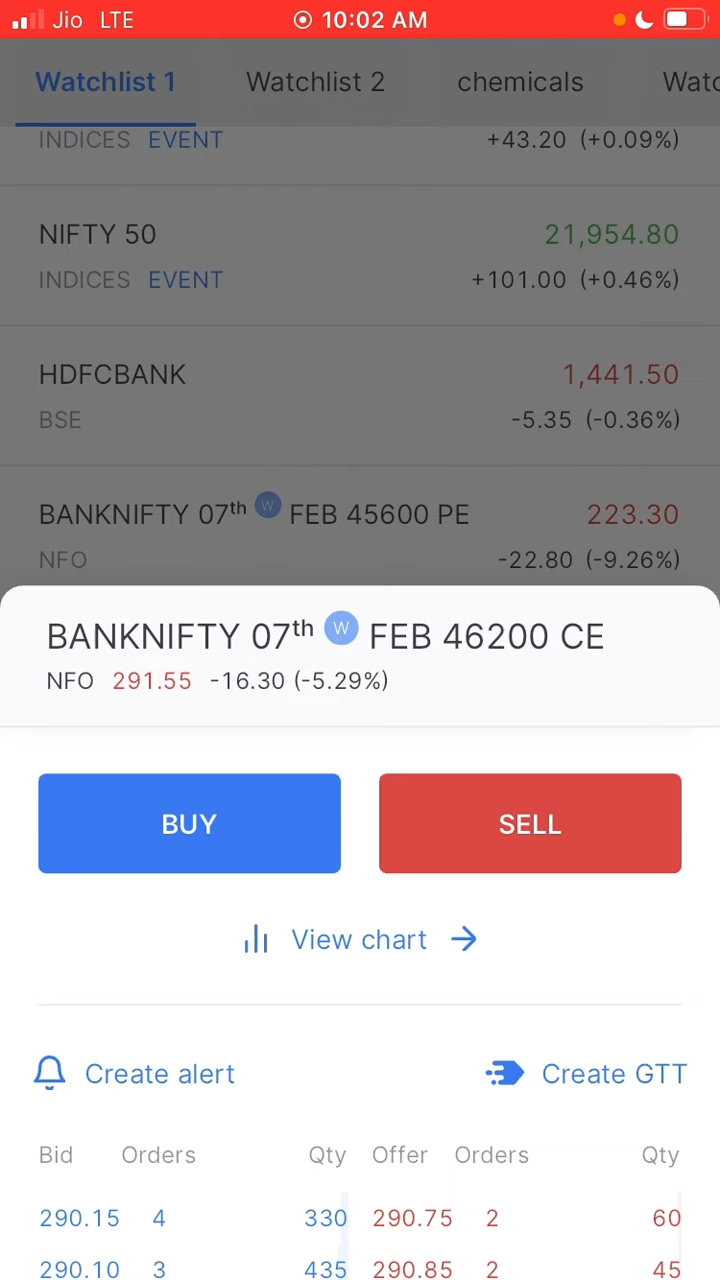 Jio LTE 10:02 AM
Watchlist 1 Watchlist 2 chemicals Watc
INDICES EVENT +43.20 (+0.09%)
NIFTY 50 21,954.80
INDICES EVENT +101.00 (+0.46%)
HDFCBANK 1,441.50
BSE -5.35 (-0.36%)
BANKNIFTY 07th W FEB 45600 PE 223.30
NFO -22.80 (-9.26%)
BANKNIFTY 07th W FEB 46200 CE
NFO 291.55 -16.30 (-5.29%)
BUY SELL
View chart
Create alert Create GTT
Bid Orders Qty Offer Orders Qty
290.15 4 330 290.75 2 60
290.10 3 435 290.85 2 45